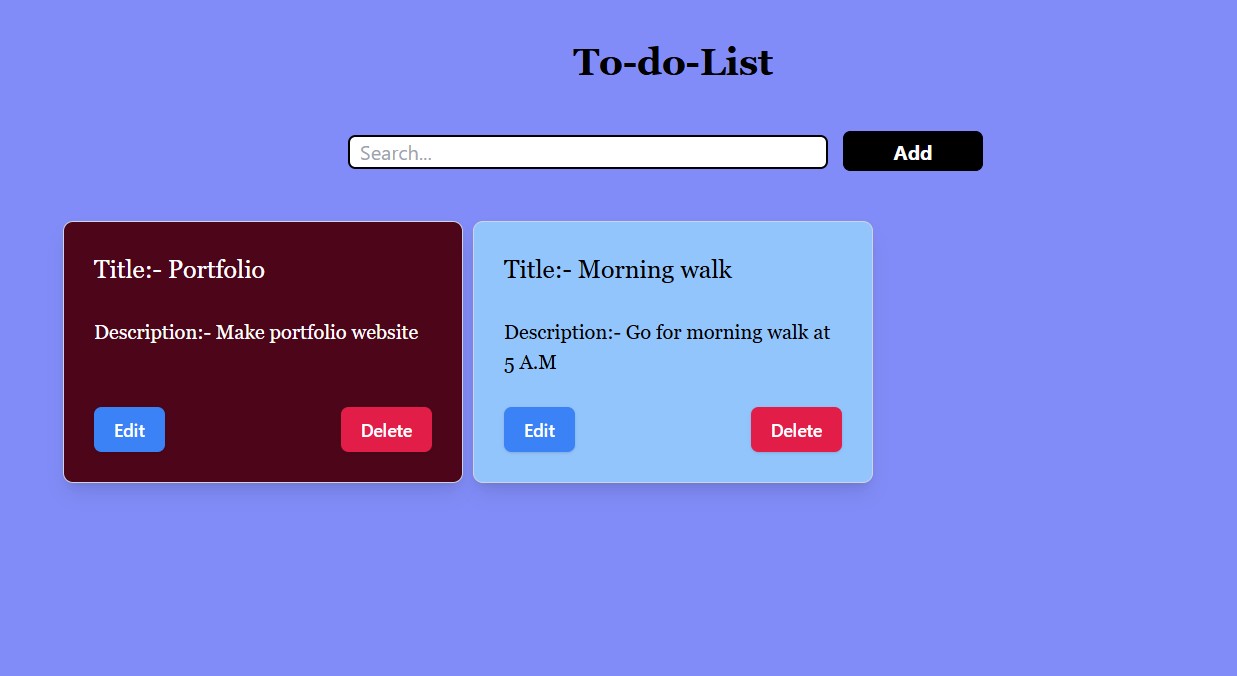 To-do-List
Search...
Add
Title:- Portfolio
Description:- Make portfolio website
Edit
Delete
Title:- Morning walk
Description:- Go for morning walk at
5 A.M
Edit
Delete